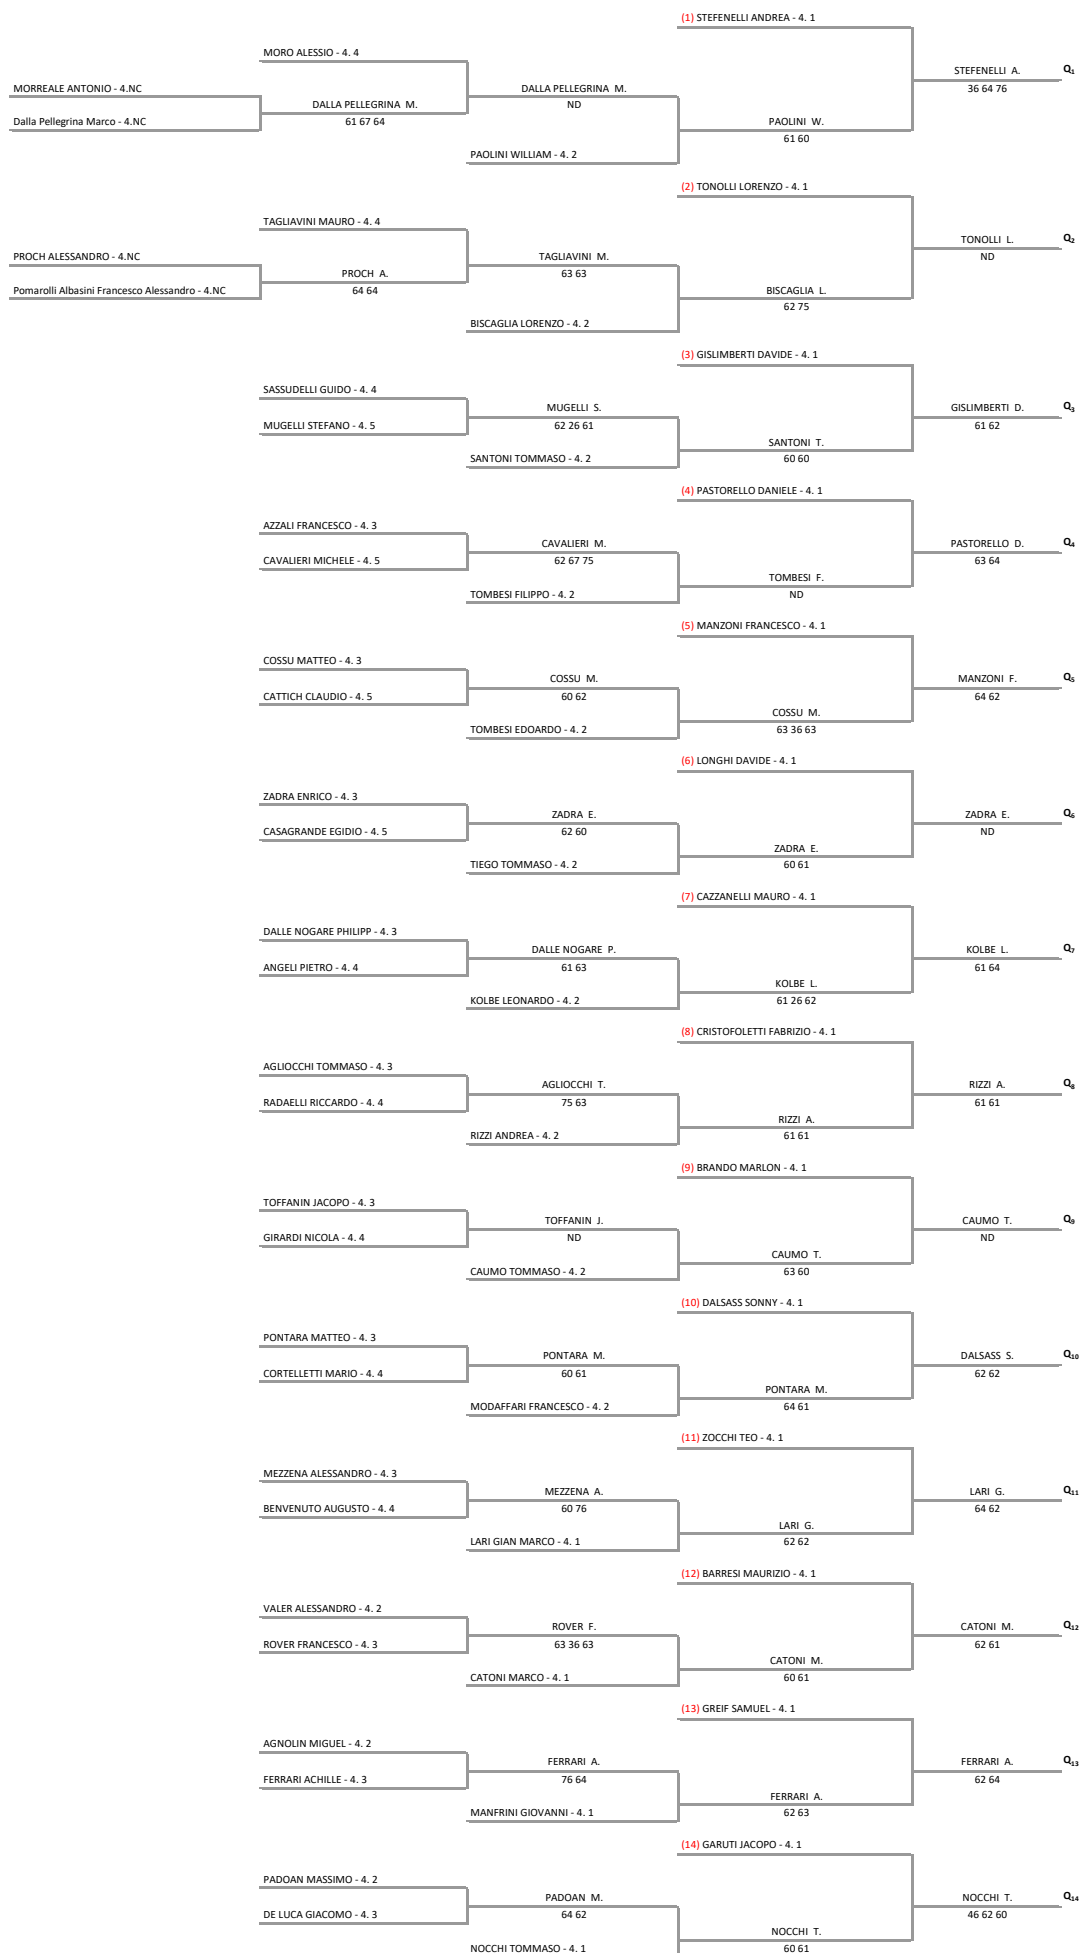 (1) STEFENELLI ANDREA - 4. 1
MORO ALESSIO - 4. 4
STEFENELLI A. Q1
36 64 76
MORREALE ANTONIO - 4.NC
DALLA PELLEGRINA M.
ND
DALLA PELLEGRINA M.
61 67 64
Dalla Pellegrina Marco - 4.NC
PAOLINI W.
61 60
PAOLINI WILLIAM - 4. 2
(2) TONOLLI LORENZO - 4. 1
TAGLIAVINI MAURO - 4. 4
TONOLLI L. Q2
ND
PROCH ALESSANDRO - 4.NC
TAGLIAVINI M.
63 63
PROCH A.
64 64
Pomarolli Albasini Francesco Alessandro - 4.NC
BISCAGLIA L.
62 75
BISCAGLIA LORENZO - 4. 2
(3) GISLIMBERTI DAVIDE - 4. 1
SASSUDELLI GUIDO - 4. 4
MUGELLI S.
62 26 61
GISLIMBERTI D. Q3
61 62
MUGELLI STEFANO - 4. 5
SANTONI T.
60 60
SANTONI TOMMASO - 4. 2
(4) PASTORELLO DANIELE - 4. 1
AZZALI FRANCESCO - 4. 3
CAVALIERI M.
62 67 75
PASTORELLO D. Q4
63 64
CAVALIERI MICHELE - 4. 5
TOMBESI F.
ND
TOMBESI FILIPPO - 4. 2
(5) MANZONI FRANCESCO - 4. 1
COSSU MATTEO - 4. 3
COSSU M.
60 62
MANZONI F. Q5
64 62
CATTICH CLAUDIO - 4. 5
COSSU M.
63 36 63
TOMBESI EDOARDO - 4. 2
(6) LONGHI DAVIDE - 4. 1
ZADRA ENRICO - 4. 3
ZADRA E.
62 60
ZADRA E. Q6
ND
CASAGRANDE EGIDIO - 4. 5
ZADRA E.
60 61
TIEGO TOMMASO - 4. 2
(7) CAZZANELLI MAURO - 4. 1
DALLE NOGARE PHILIPP - 4. 3
DALLE NOGARE P.
61 63
KOLBE L. Q7
61 64
ANGELI PIETRO - 4. 4
KOLBE L.
61 26 62
KOLBE LEONARDO - 4. 2
(8) CRISTOFOLETTI FABRIZIO - 4. 1
AGLIOCCHI TOMMASO - 4. 3
AGLIOCCHI T.
75 63
RIZZI A. Q8
61 61
RADAELLI RICCARDO - 4. 4
RIZZI A.
61 61
RIZZI ANDREA - 4. 2
(9) BRANDO MARLON - 4. 1
TOFFANIN JACOPO - 4. 3
TOFFANIN J.
ND
CAUMO T. Q9
ND
GIRARDI NICOLA - 4. 4
CAUMO T.
63 60
CAUMO TOMMASO - 4. 2
(10) DALSASS SONNY - 4. 1
PONTARA MATTEO - 4. 3
PONTARA M.
60 61
DALSASS S. Q10
62 62
CORTELLETTI MARIO - 4. 4
PONTARA M.
64 61
MODAFFARI FRANCESCO - 4. 2
(11) ZOCCHI TEO - 4. 1
MEZZENA ALESSANDRO - 4. 3
MEZZENA A.
60 76
LARI G. Q11
64 62
BENVENUTO AUGUSTO - 4. 4
LARI G.
62 62
LARI GIAN MARCO - 4. 1
(12) BARRESI MAURIZIO - 4. 1
VALER ALESSANDRO - 4. 2
ROVER F.
63 36 63
CATONI M. Q12
62 61
ROVER FRANCESCO - 4. 3
CATONI M.
60 61
CATONI MARCO - 4. 1
(13) GREIF SAMUEL - 4. 1
AGNOLIN MIGUEL - 4. 2
FERRARI A.
76 64
FERRARI A. Q13
62 64
FERRARI ACHILLE - 4. 3
FERRARI A.
62 63
MANFRINI GIOVANNI - 4. 1
(14) GARUTI JACOPO - 4. 1
PADOAN MASSIMO - 4. 2
PADOAN M.
64 62
NOCCHI T. Q14
46 62 60
DE LUCA GIACOMO - 4. 3
NOCCHI T.
60 61
NOCCHI TOMMASO - 4. 1